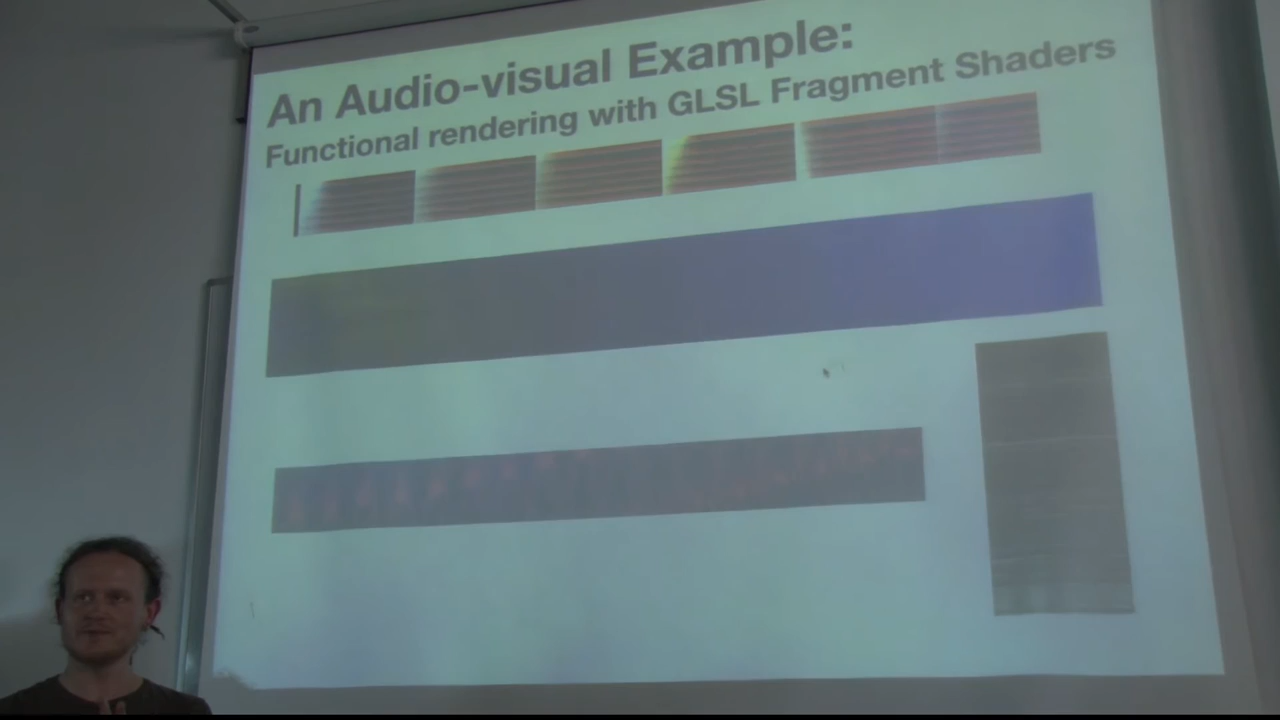 An Audio-visual Example:
Functional rendering with GLSL Fragment Shaders